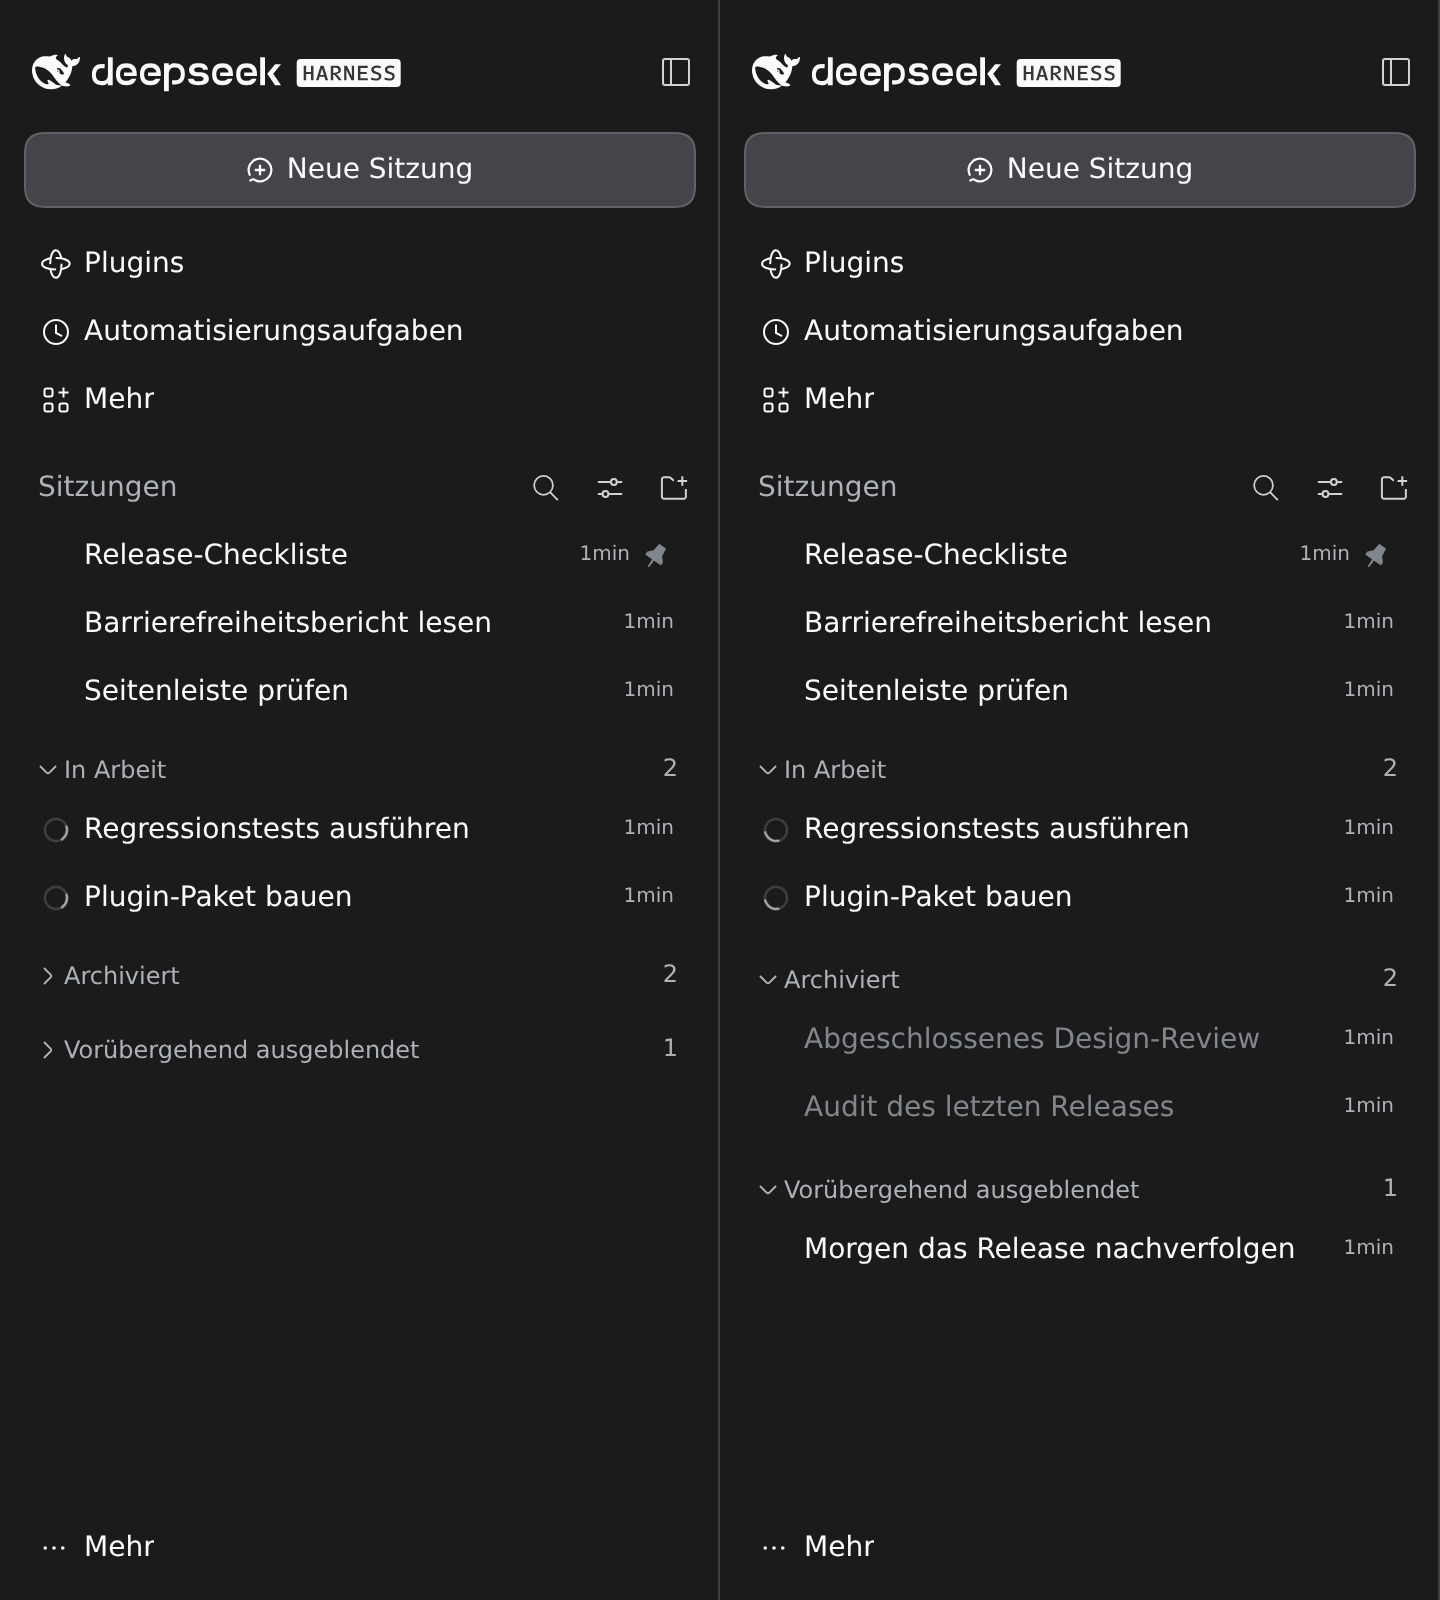 deepseek HARNESS
Neue Sitzung
Plugins
Automatisierungsaufgaben
Mehr
Sitzungen
Release-Checkliste 1min
Barrierefreiheitsbericht lesen 1min
Seitenleiste prüfen 1min
In Arbeit 2
Regressionstests ausführen 1min
Plugin-Paket bauen 1min
Archiviert 2
Vorübergehend ausgeblendet 1
Mehr
deepseek HARNESS
Neue Sitzung
Plugins
Automatisierungsaufgaben
Mehr
Sitzungen
Release-Checkliste 1min
Barrierefreiheitsbericht lesen 1min
Seitenleiste prüfen 1min
In Arbeit 2
Regressionstests ausführen 1min
Plugin-Paket bauen 1min
Archiviert 2
Abgeschlossenes Design-Review 1min
Audit des letzten Releases 1min
Vorübergehend ausgeblendet 1
Morgen das Release nachverfolgen 1min
Mehr